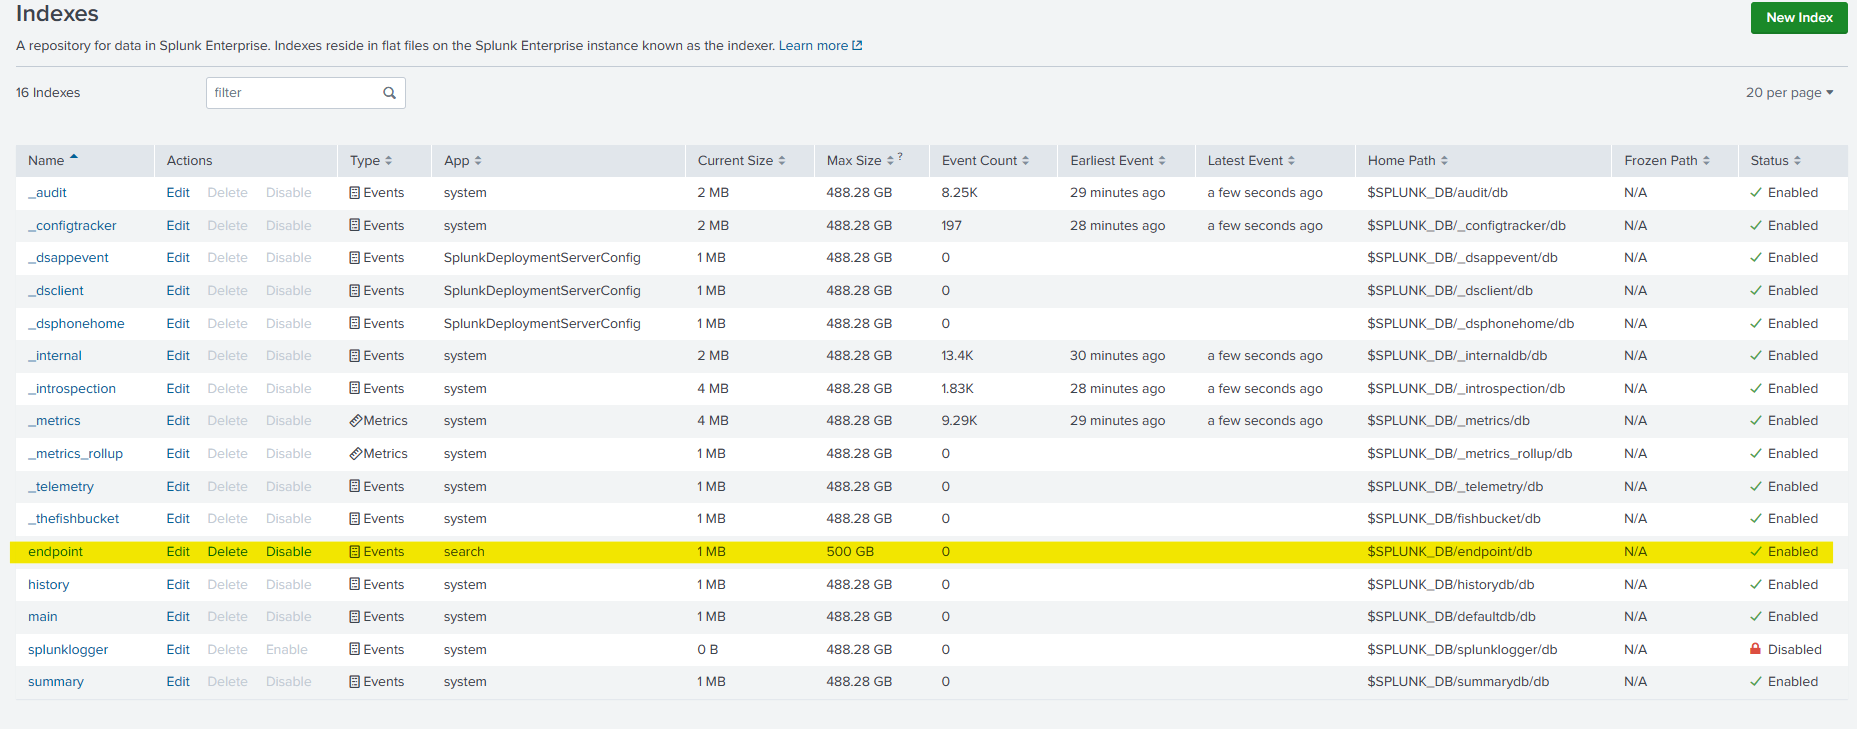 Indexes
New Index
A repository for data in Splunk Enterprise. Indexes reside in flat files on the Splunk Enterprise instance known as the indexer. Learn more
16 Indexes filter 20 per page
Name Actions Type App Current Size Max Size ? Event Count Earliest Event Latest Event Home Path Frozen Path Status
_audit Edit Delete Disable Events system 2 MB 488.28 GB 8.25K 29 minutes ago a few seconds ago $SPLUNK_DB/audit/db N/A Enabled
_configtracker Edit Delete Disable Events system 2 MB 488.28 GB 197 28 minutes ago a few seconds ago $SPLUNK_DB/_configtracker/db N/A Enabled
_dsappevent Edit Delete Disable Events SplunkDeploymentServerConfig 1 MB 488.28 GB 0 $SPLUNK_DB/_dsappevent/db N/A Enabled
_dsclient Edit Delete Disable Events SplunkDeploymentServerConfig 1 MB 488.28 GB 0 $SPLUNK_DB/_dsclient/db N/A Enabled
_dsphonehome Edit Delete Disable Events SplunkDeploymentServerConfig 1 MB 488.28 GB 0 $SPLUNK_DB/_dsphonehome/db N/A Enabled
_internal Edit Delete Disable Events system 2 MB 488.28 GB 13.4K 30 minutes ago a few seconds ago $SPLUNK_DB/_internaldb/db N/A Enabled
_introspection Edit Delete Disable Events system 4 MB 488.28 GB 1.83K 28 minutes ago a few seconds ago $SPLUNK_DB/_introspection/db N/A Enabled
_metrics Edit Delete Disable Metrics system 4 MB 488.28 GB 9.29K 29 minutes ago a few seconds ago $SPLUNK_DB/_metrics/db N/A Enabled
_metrics_rollup Edit Delete Disable Metrics system 1 MB 488.28 GB 0 $SPLUNK_DB/_metrics_rollup/db N/A Enabled
_telemetry Edit Delete Disable Events system 1 MB 488.28 GB 0 $SPLUNK_DB/_telemetry/db N/A Enabled
_thefishbucket Edit Delete Disable Events system 1 MB 488.28 GB 0 $SPLUNK_DB/fishbucket/db N/A Enabled
endpoint Edit Delete Disable Events search 1 MB 500 GB 0 $SPLUNK_DB/endpoint/db N/A Enabled
history Edit Delete Disable Events system 1 MB 488.28 GB 0 $SPLUNK_DB/historydb/db N/A Enabled
main Edit Delete Disable Events system 1 MB 488.28 GB 0 $SPLUNK_DB/defaultdb/db N/A Enabled
splunklogger Edit Delete Enable Events system 0 B 488.28 GB 0 $SPLUNK_DB/splunklogger/db N/A Disabled
summary Edit Delete Disable Events system 1 MB 488.28 GB 0 $SPLUNK_DB/summarydb/db N/A Enabled